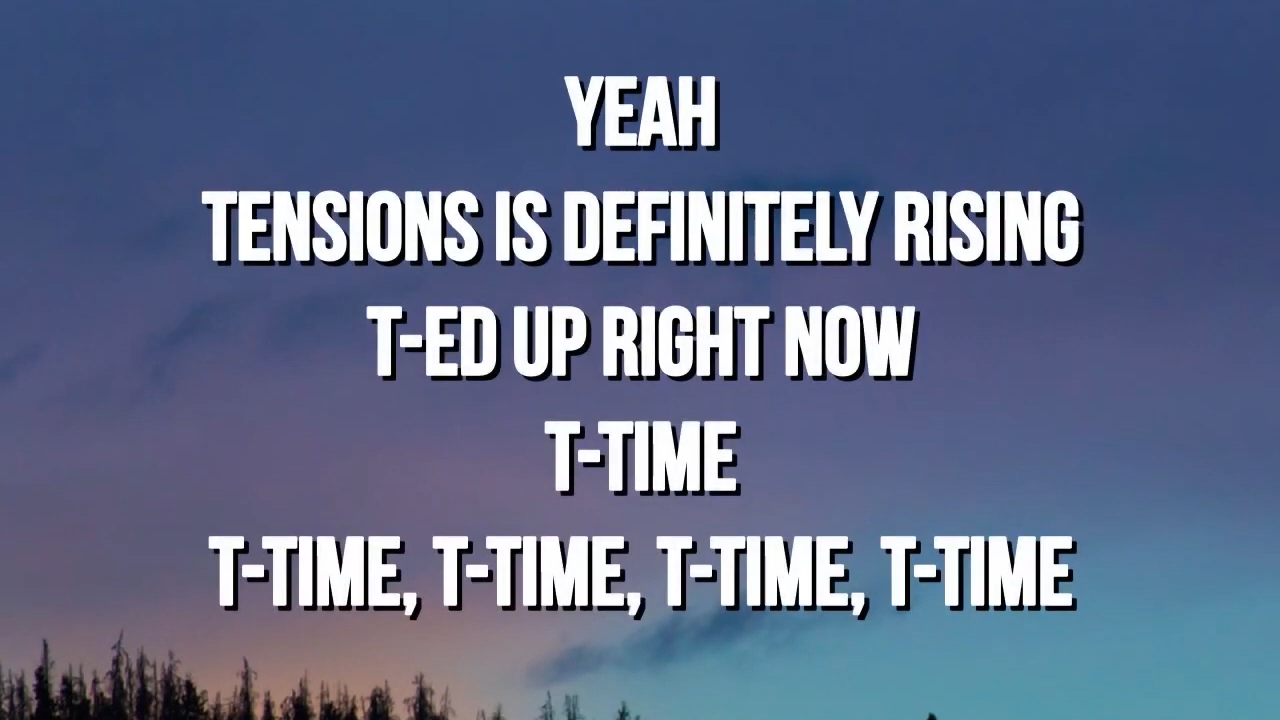 YEAH
TENSIONS IS DEFINITELY RISING
T-ED UP RIGHT NOW
T-TIME
T-TIME, T-TIME, T-TIME, T-TIME